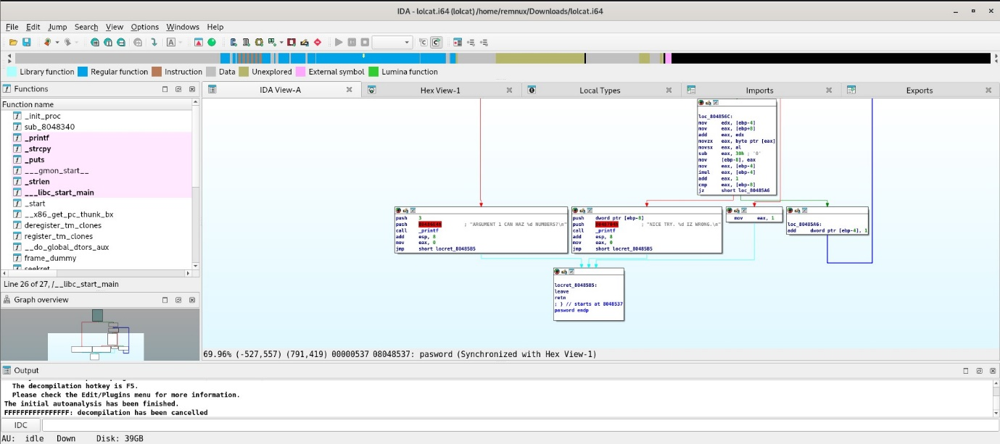 IDA - lolcat.i64 (lolcat) /home/remnux/Downloads/lolcat.i64
File Edit Jump Search View Options Windows Help
Library function Regular function Instruction Data Unexplored External symbol Lumina function
Functions
IDA View-A
Hex View-1
Local Types
Imports
Exports
Function name
_init_proc
sub_8048340
_printf
_strcpy
_puts
___gmon_start__
_strlen
___libc_start_main
_start
__x86_get_pc_thunk_bx
deregister_tm_clones
register_tm_clones
__do_global_dtors_aux
frame_dummy
seekret
Line 26 of 27, /__libc_start_main
Graph overview
loc_804856C:
mov edx, [ebp-4]
mov eax, [ebp+8]
add eax, edx
movzx eax, byte ptr [eax]
movsx eax, al
sub eax, 30h ; '0'
mov [ebp-8], eax
mov eax, [ebp-4]
imul eax, [ebp-4]
add eax, 1
cmp eax, [ebp-8]
jz short loc_80485A6
push 3
push ; "ARGUMENT 1 CAN HAZ %d NUMBERS?\n"
call _printf
add esp, 8
mov eax, 0
jmp short locret_80485B5
push dword ptr [ebp-8]
push ; "NICE TRY. %d IZ WRONG.\n"
call _printf
add esp, 8
mov eax, 0
jmp short locret_80485B5
mov eax, 1
loc_80485A6:
add dword ptr [ebp-4], 1
locret_80485B5:
leave
retn
; } // starts at 8048537
pasword endp
69.96% (-527,557) (791,419) 00000537 08048537: pasword (Synchronized with Hex View-1)
Output
The decompilation hotkey is F5.
Please check the Edit/Plugins menu for more information.
The initial autoanalysis has been finished.
FFFFFFFFFFFFFFFF: decompilation has been cancelled
IDC
AU: idle Down Disk: 39GB